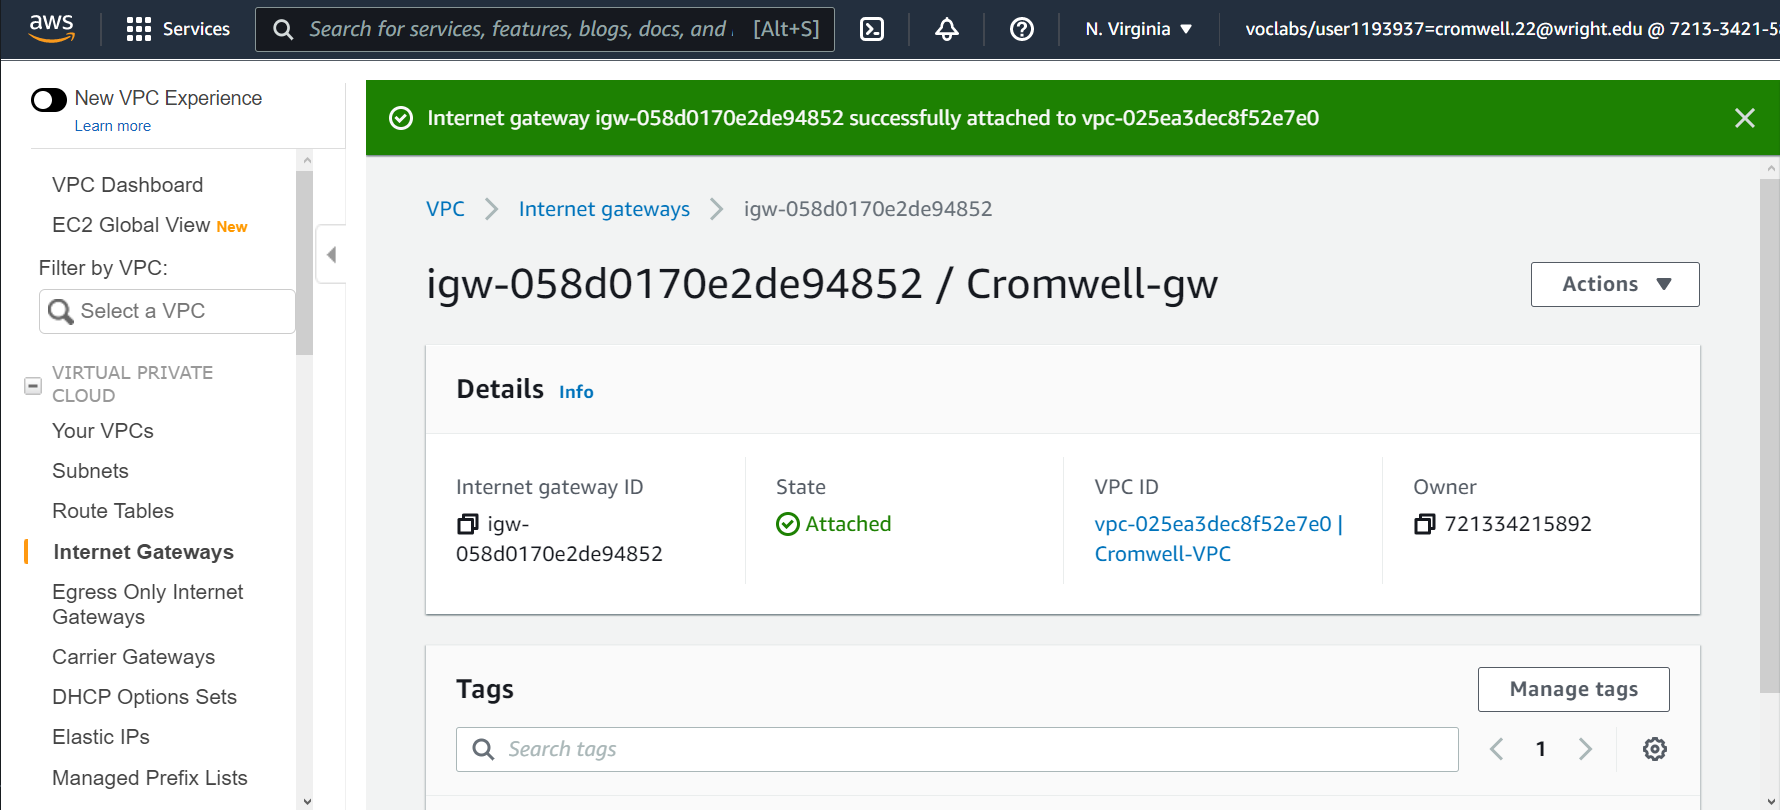 aws
Services
Search for services, features, blogs, docs, and
[Alt+S]
N. Virginia
voclabs/user1193937=cromwell.22@wright.edu @ 7213-3421-5
New VPC Experience
Learn more
VPC Dashboard
EC2 Global View New
Filter by VPC:
Select a VPC
VIRTUAL PRIVATE
CLOUD
Your VPCs
Subnets
Route Tables
Internet Gateways
Egress Only Internet
Gateways
Carrier Gateways
DHCP Options Sets
Elastic IPs
Managed Prefix Lists
Internet gateway igw-058d0170e2de94852 successfully attached to vpc-025ea3dec8f52e7e0
VPC
Internet gateways
igw-058d0170e2de94852
igw-058d0170e2de94852 / Cromwell-gw
Actions
Details Info
Internet gateway ID
igw-
058d0170e2de94852
State
Attached
VPC ID
vpc-025ea3dec8f52e7e0 |
Cromwell-VPC
Owner
721334215892
Tags
Manage tags
Search tags
1